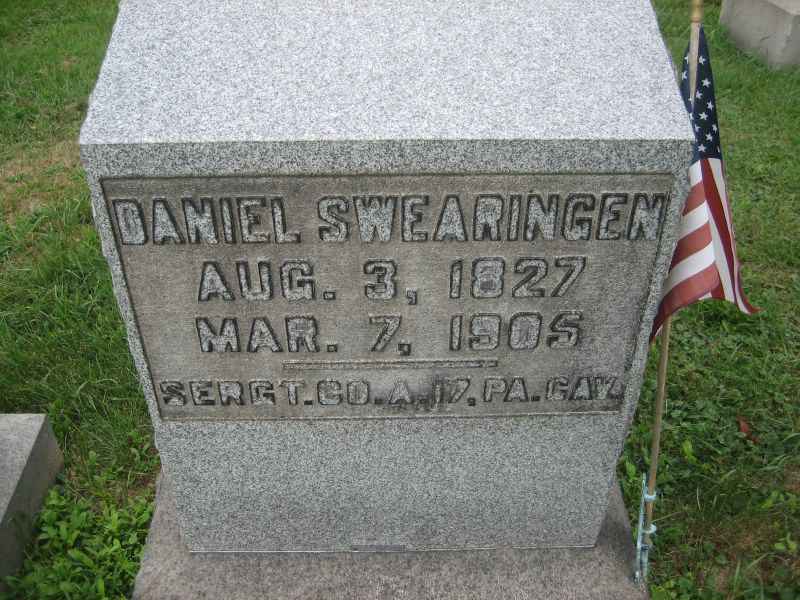 DANIEL SWEARINGEN
AUG. 3, 1827
MAR. 7, 1905
SERGT. CO. A. 17, PA. CAV.